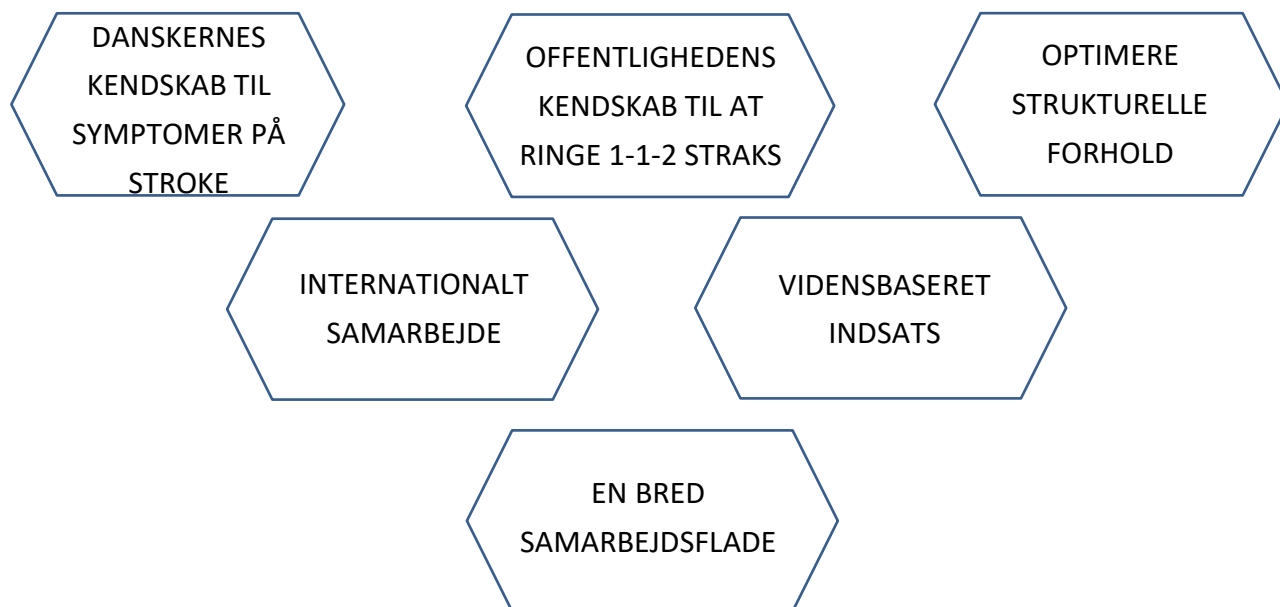 DANSKERNES
KENDSKAB TIL
SYMPTOMER PÅ
STROKE
OFFENTLIGHEDENS
KENDSKAB TIL AT
RINGE 1-1-2 STRAKS
OPTIMERE
STRUKTURELLE
FORHOLD
INTERNATIONALT
SAMARBEJDE
VIDENSBASERET
INDSATS
EN BRED
SAMARBEJDSFLADE